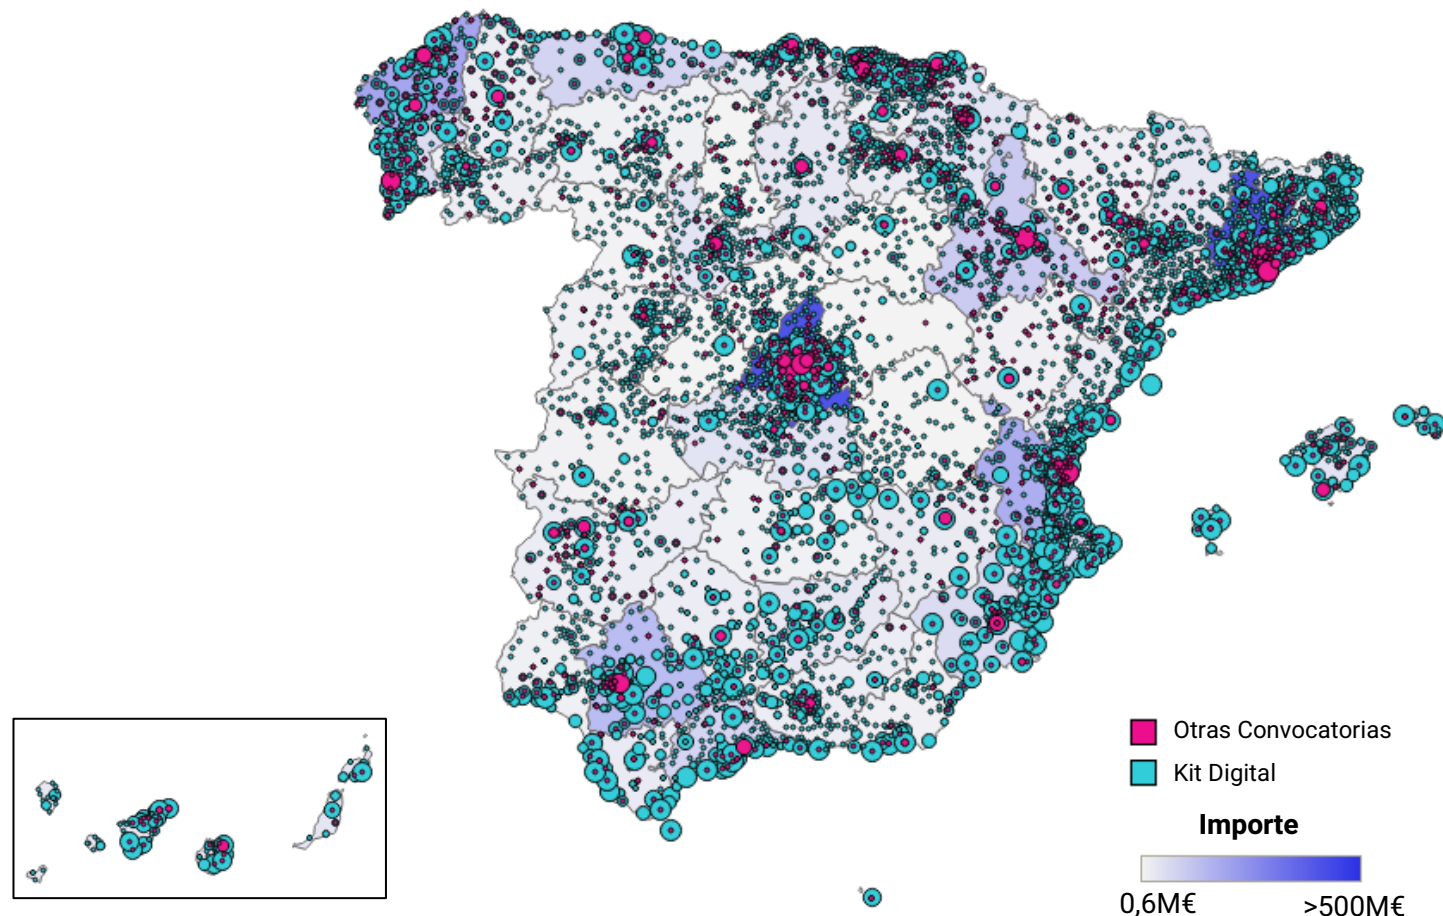 Otras Convocatorias
Kit Digital
Importe
0,6M€ >500M€